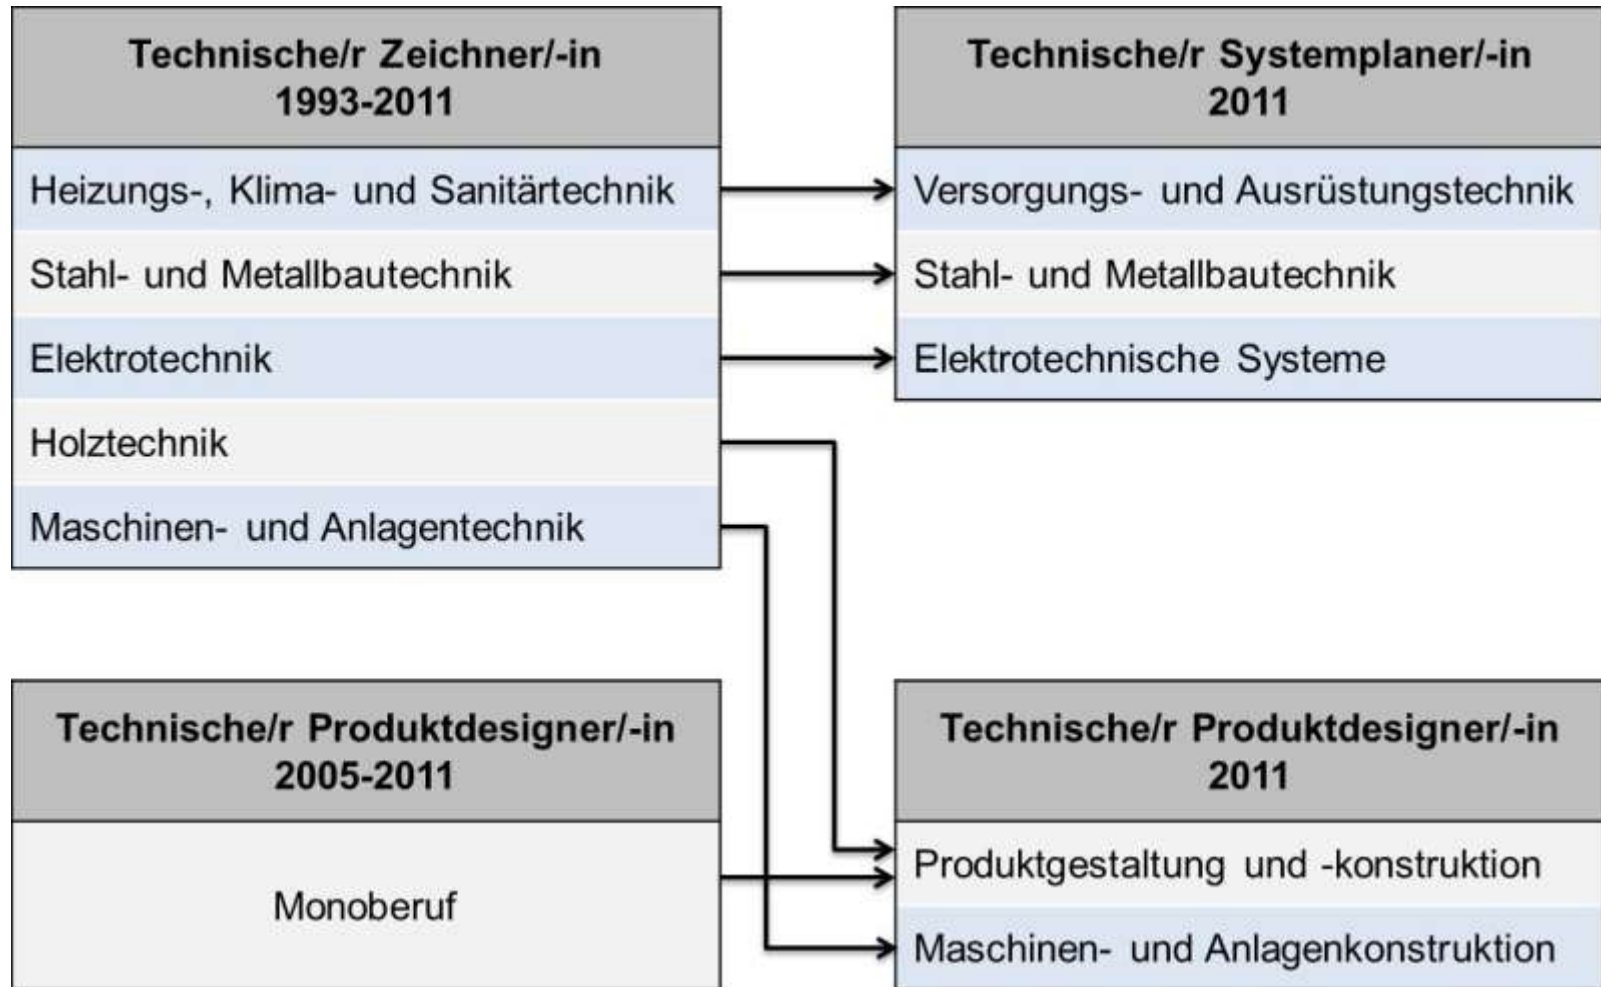 Technische/r Zeichner/-in
1993-2011
Heizungs-, Klima- und Sanitärtechnik
Stahl- und Metallbautechnik
Elektrotechnik
Holztechnik
Maschinen- und Anlagentechnik
Technische/r Systemplaner/-in
2011
Versorgungs- und Ausrüstungstechnik
Stahl- und Metallbautechnik
Elektrotechnische Systeme
Technische/r Produktdesigner/-in
2005-2011
Monoberuf
Technische/r Produktdesigner/-in
2011
Produktgestaltung und -konstruktion
Maschinen- und Anlagenkonstruktion